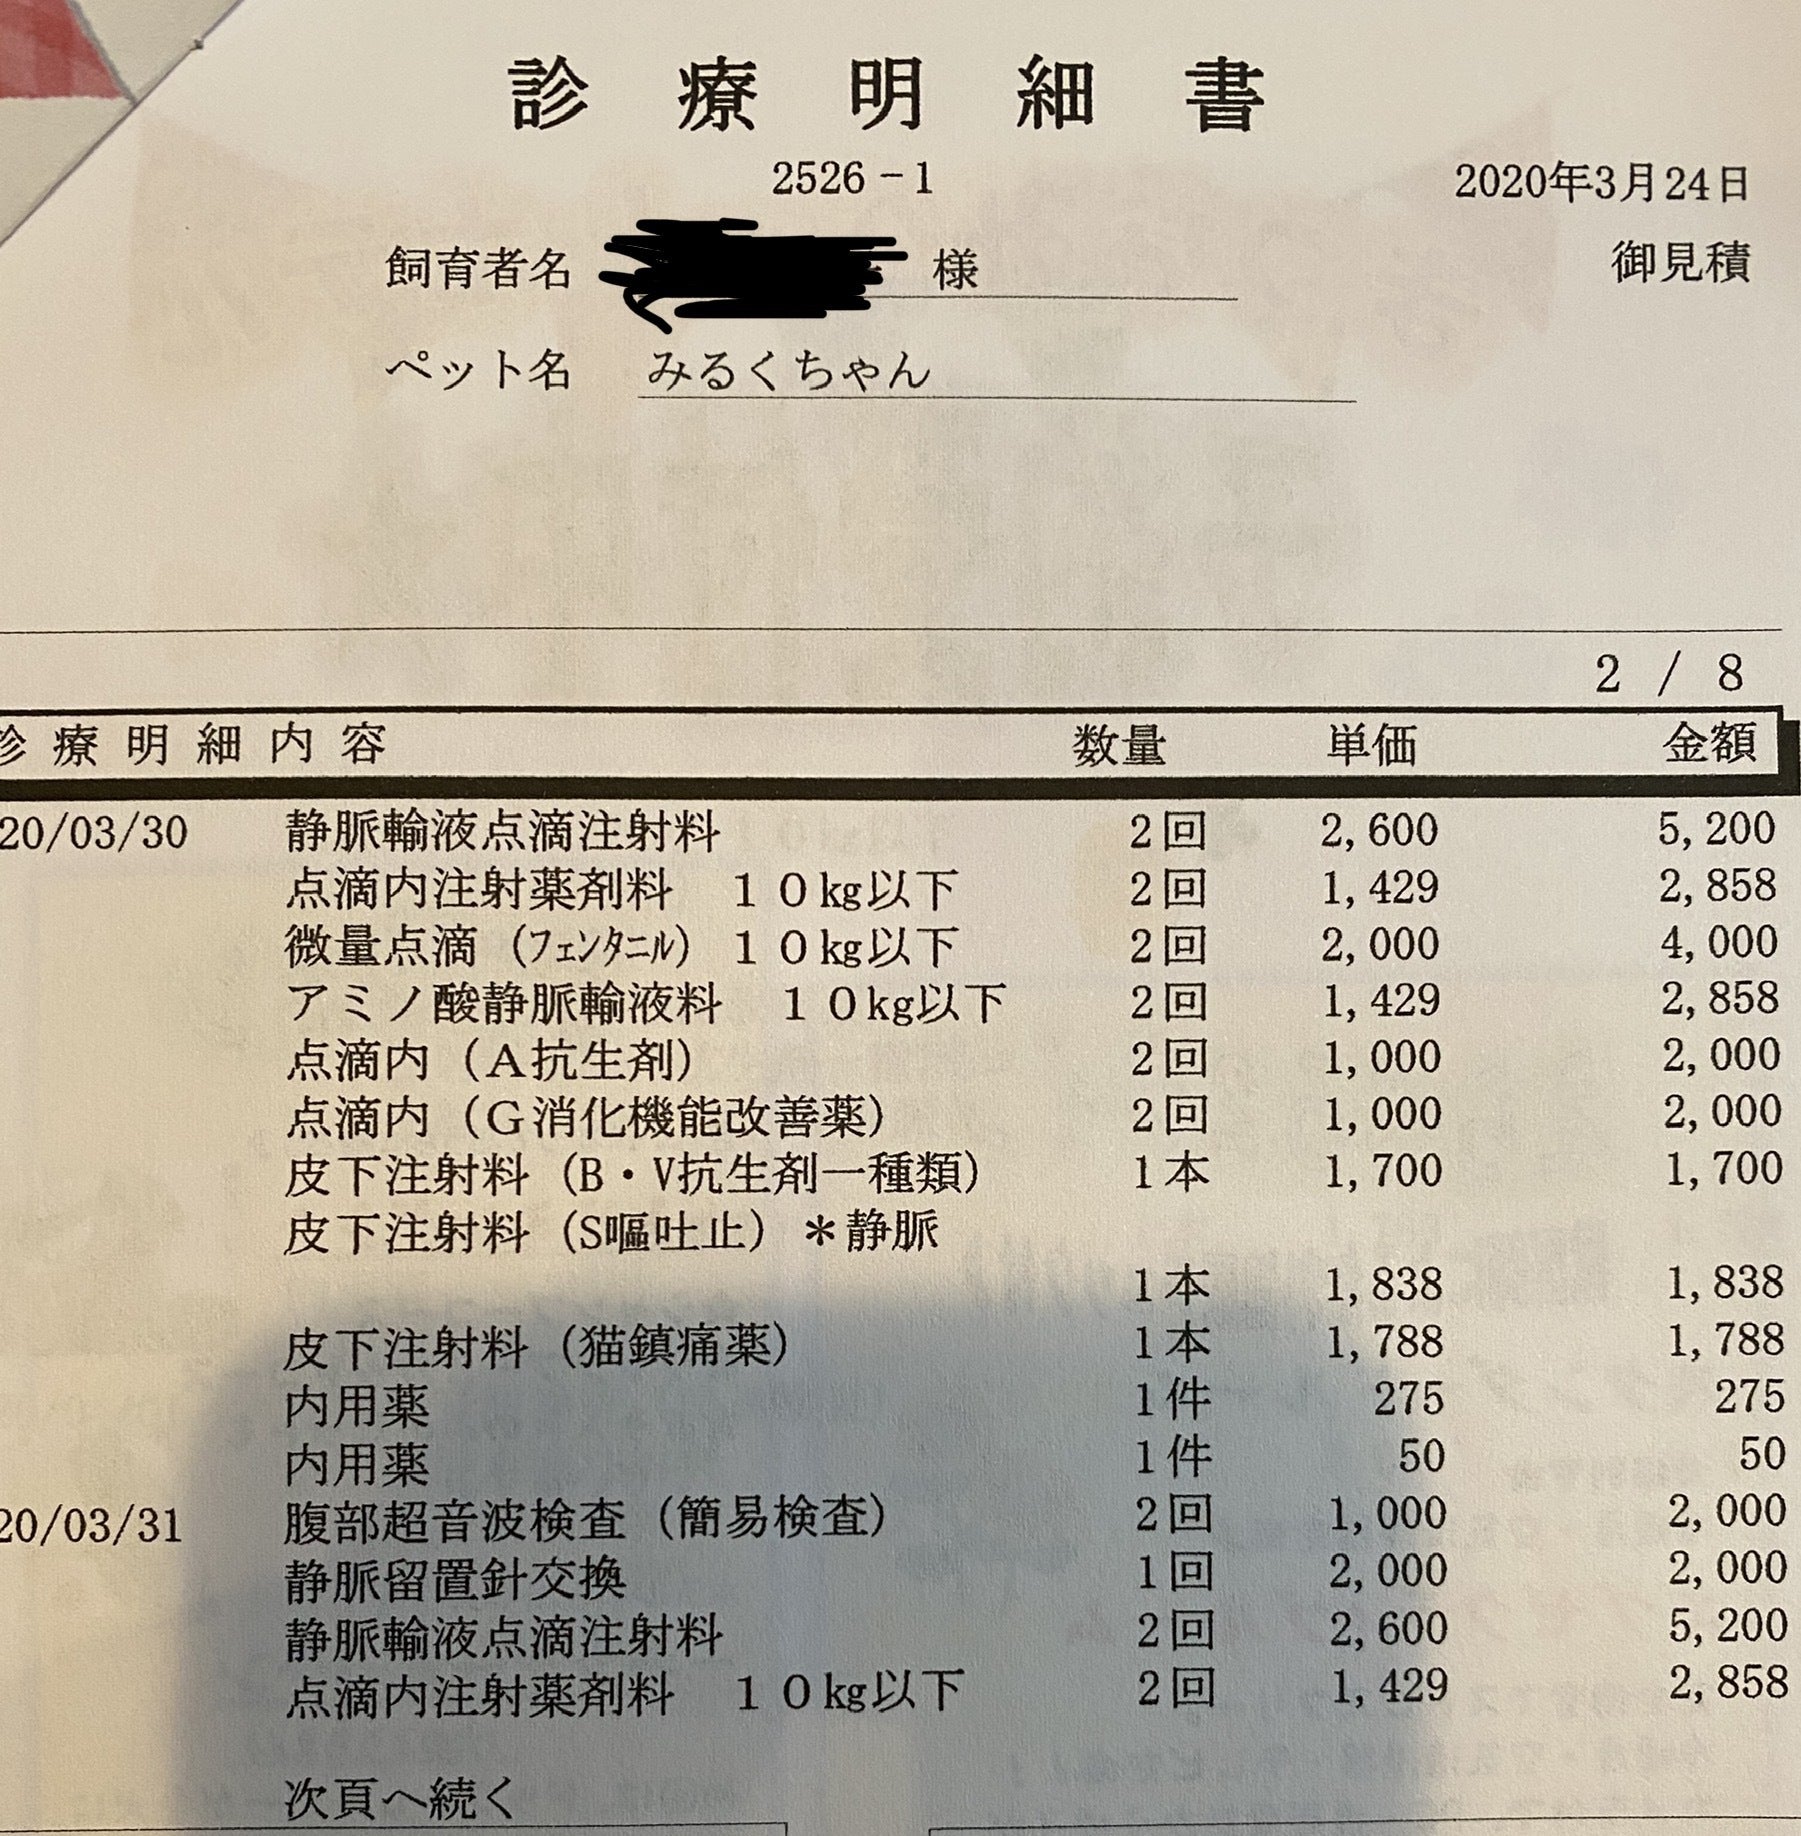 診療明細書
2526-1
2020年3月24日
飼育者名 様
御見積
ペット名 みるくちゃん
2 / 8
診療明細内容 数量 単価 金額
20/03/30 静脈輸液点滴注射料 2回 2,600 5,200
点滴内注射薬剤料 10kg以下 2回 1,429 2,858
微量点滴(フェンタニル)10kg以下 2回 2,000 4,000
アミノ酸静脈輸液料 10kg以下 2回 1,429 2,858
点滴内(A抗生剤) 2回 1,000 2,000
点滴内(G消化機能改善薬) 2回 1,000 2,000
皮下注射料(B・V抗生剤一種類) 1本 1,700 1,700
皮下注射料(S嘔吐止)*静脈
1本 1,838 1,838
皮下注射料(猫鎮痛薬) 1本 1,788 1,788
内用薬 1件 275 275
内用薬 1件 50 50
20/03/31 腹部超音波検査(簡易検査) 2回 1,000 2,000
静脈留置針交換 1回 2,000 2,000
静脈輸液点滴注射料 2回 2,600 5,200
点滴内注射薬剤料 10kg以下 2回 1,429 2,858
次頁へ続く